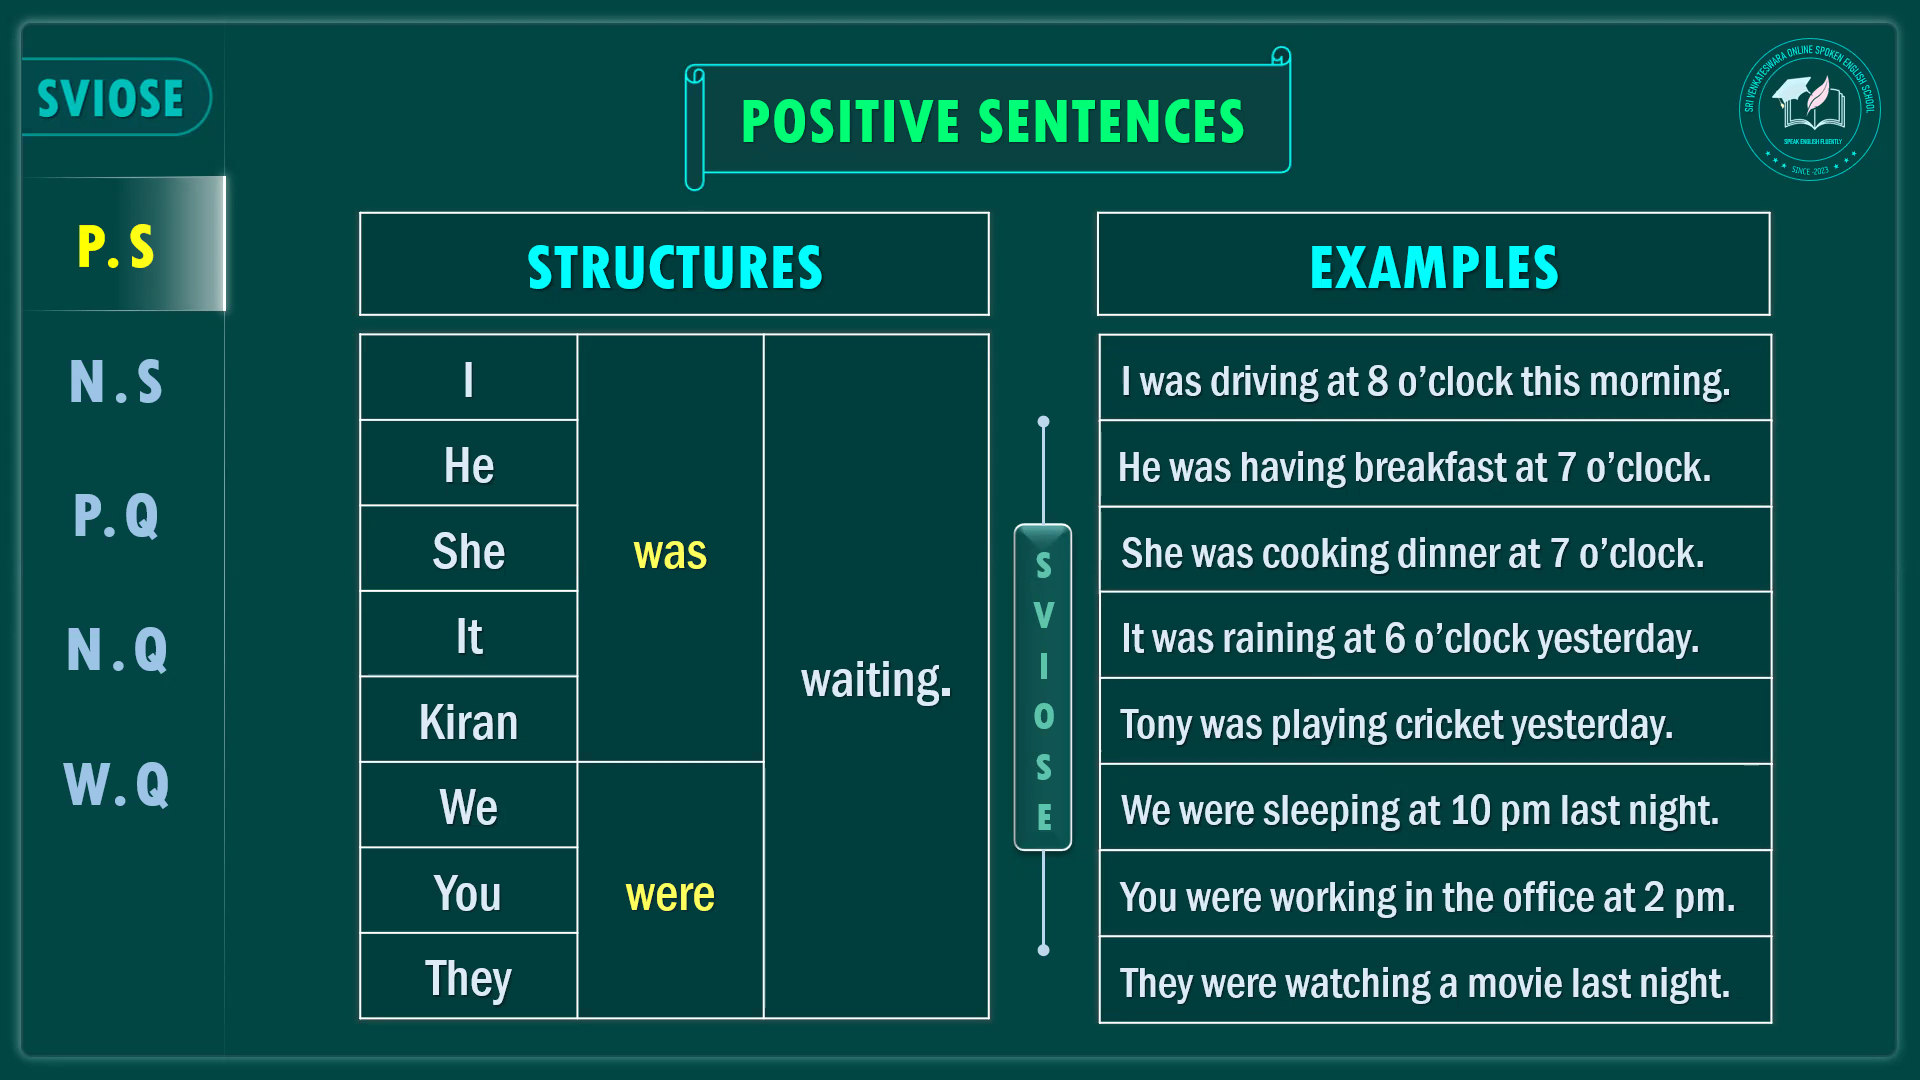 SVIOSE
POSITIVE SENTENCES
SRI VENKATESWARA ONLINE SPOKEN ENGLISH SCHOOL
SPEAK ENGLISH FLUENTLY
SINCE -2023
P.S
N.S
P.Q
N.Q
W.Q
STRUCTURES
I
He
She
It
Kiran
We
You
They
was
were
waiting.
SVIOSE
EXAMPLES
I was driving at 8 o’clock this morning.
He was having breakfast at 7 o’clock.
She was cooking dinner at 7 o’clock.
It was raining at 6 o’clock yesterday.
Tony was playing cricket yesterday.
We were sleeping at 10 pm last night.
You were working in the office at 2 pm.
They were watching a movie last night.